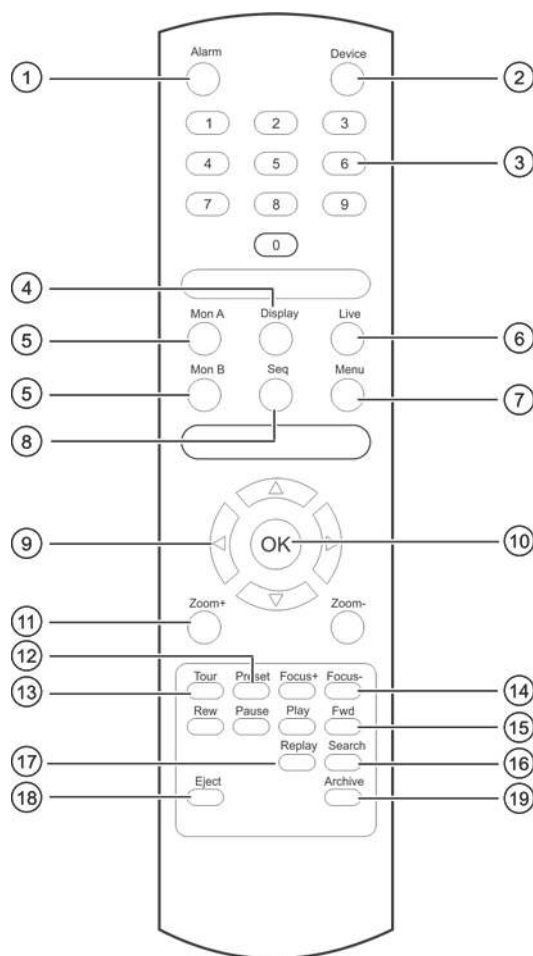 Alarm Device
1 2
1 2 3
4 5 6 3
7 8 9
0
4
Mon A Display Live
5 6
Mon B Seq Menu
5 7
8
9 OK 10
Zoom+ Zoom-
11
12
Tour Preset Focus+ Focus-
13 14
Rew Pause Play Fwd
15
Replay Search
17 16
Eject Archive
18 19